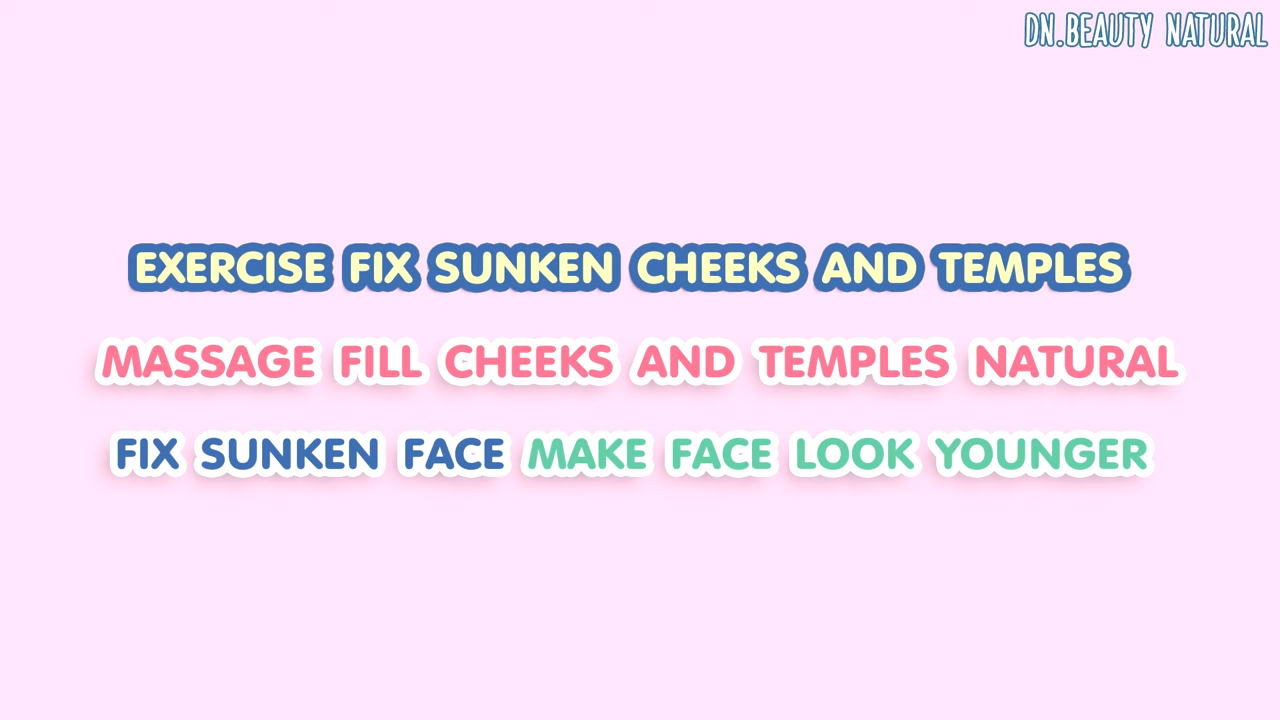 DN.BEAUTY NATURAL
EXERCISE FIX SUNKEN CHEEKS AND TEMPLES
MASSAGE FILL CHEEKS AND TEMPLES NATURAL
FIX SUNKEN FACE MAKE FACE LOOK YOUNGER